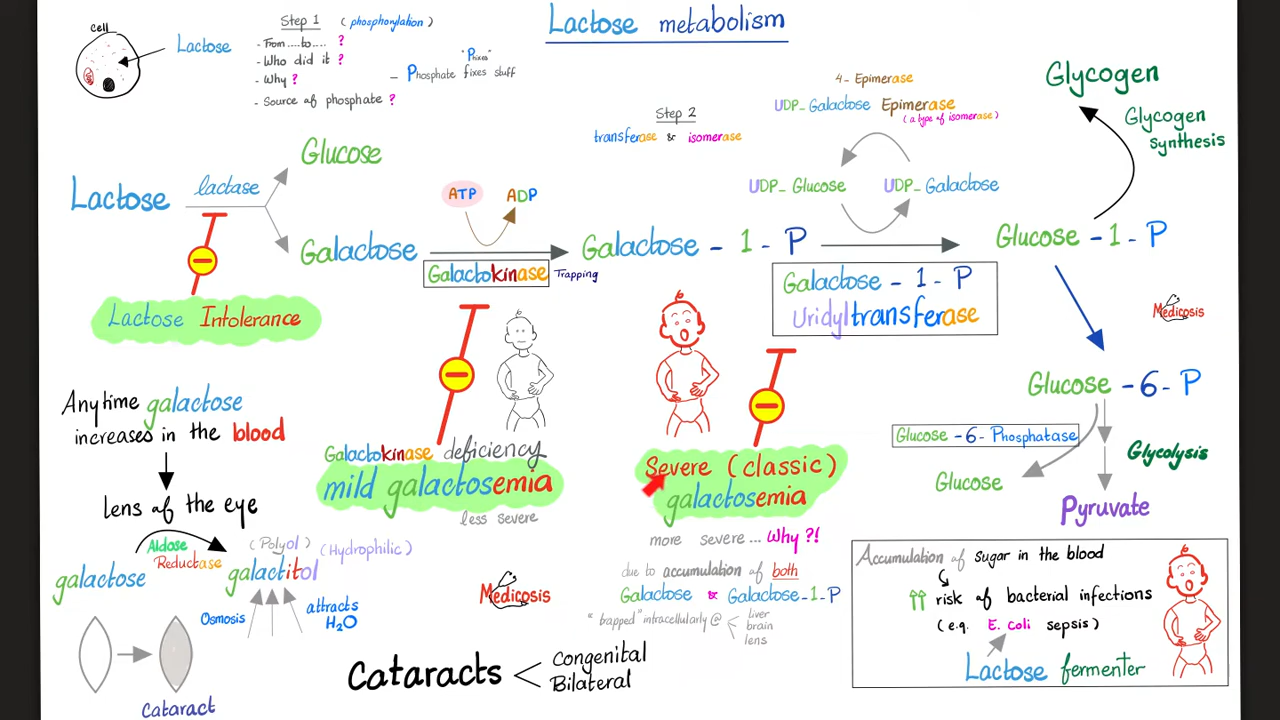 Lactose metabolism
cell
Lactose
Step 1 (phosphorylation)
- From....to.... ?
- Who did it ?
- Why ?
- Source of phosphate ?
"Phixes"
- Phosphate fixes stuff
Step 2
transferase & isomerase
4- Epimerase
UDP- Galactose Epimerase
(a type of isomerase)
UDP- Glucose
UDP- Galactose
Glycogen
Glycogen
synthesis
Lactose
lactase
Glucose
Galactose
ATP
ADP
Galactokinase
Trapping
Galactose - 1 - P
Galactose - 1 - P
Uridyltransferase
Glucose - 1 - P
Lactose Intolerance
Medicosis
Glucose - 6 - P
Glucose - 6 - Phosphatase
Glucose
Glycolysis
Pyruvate
Anytime galactose
increases in the blood
Lens of the eye
Aldose
Reductase
galactose
(Polyol)
(Hydrophilic)
galactitol
Osmosis
attracts
H2O
Cataract
Galactokinase deficiency
mild galactosemia
less severe
Medicosis
Severe (classic)
galactosemia
more severe... Why ?!
due to accumulation of both
Galactose & Galactose-1-P
"trapped" intracellularly @
liver
brain
lens
Cataracts
Congenital
Bilateral
Accumulation of sugar in the blood
↑↑ risk of bacterial infections
(e.g. E. coli sepsis)
Lactose fermenter